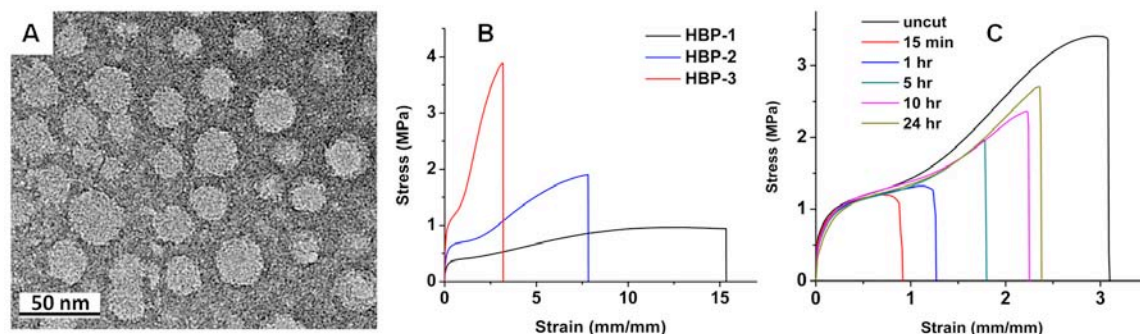 A
50 nm
B
HBP-1
HBP-2
HBP-3
Stress (MPa)
4
3
2
1
0
0 5 10 15
Strain (mm/mm)
C
uncut
15 min
1 hr
5 hr
10 hr
24 hr
Stress (MPa)
3
2
1
0
0 1 2 3
Strain (mm/mm)